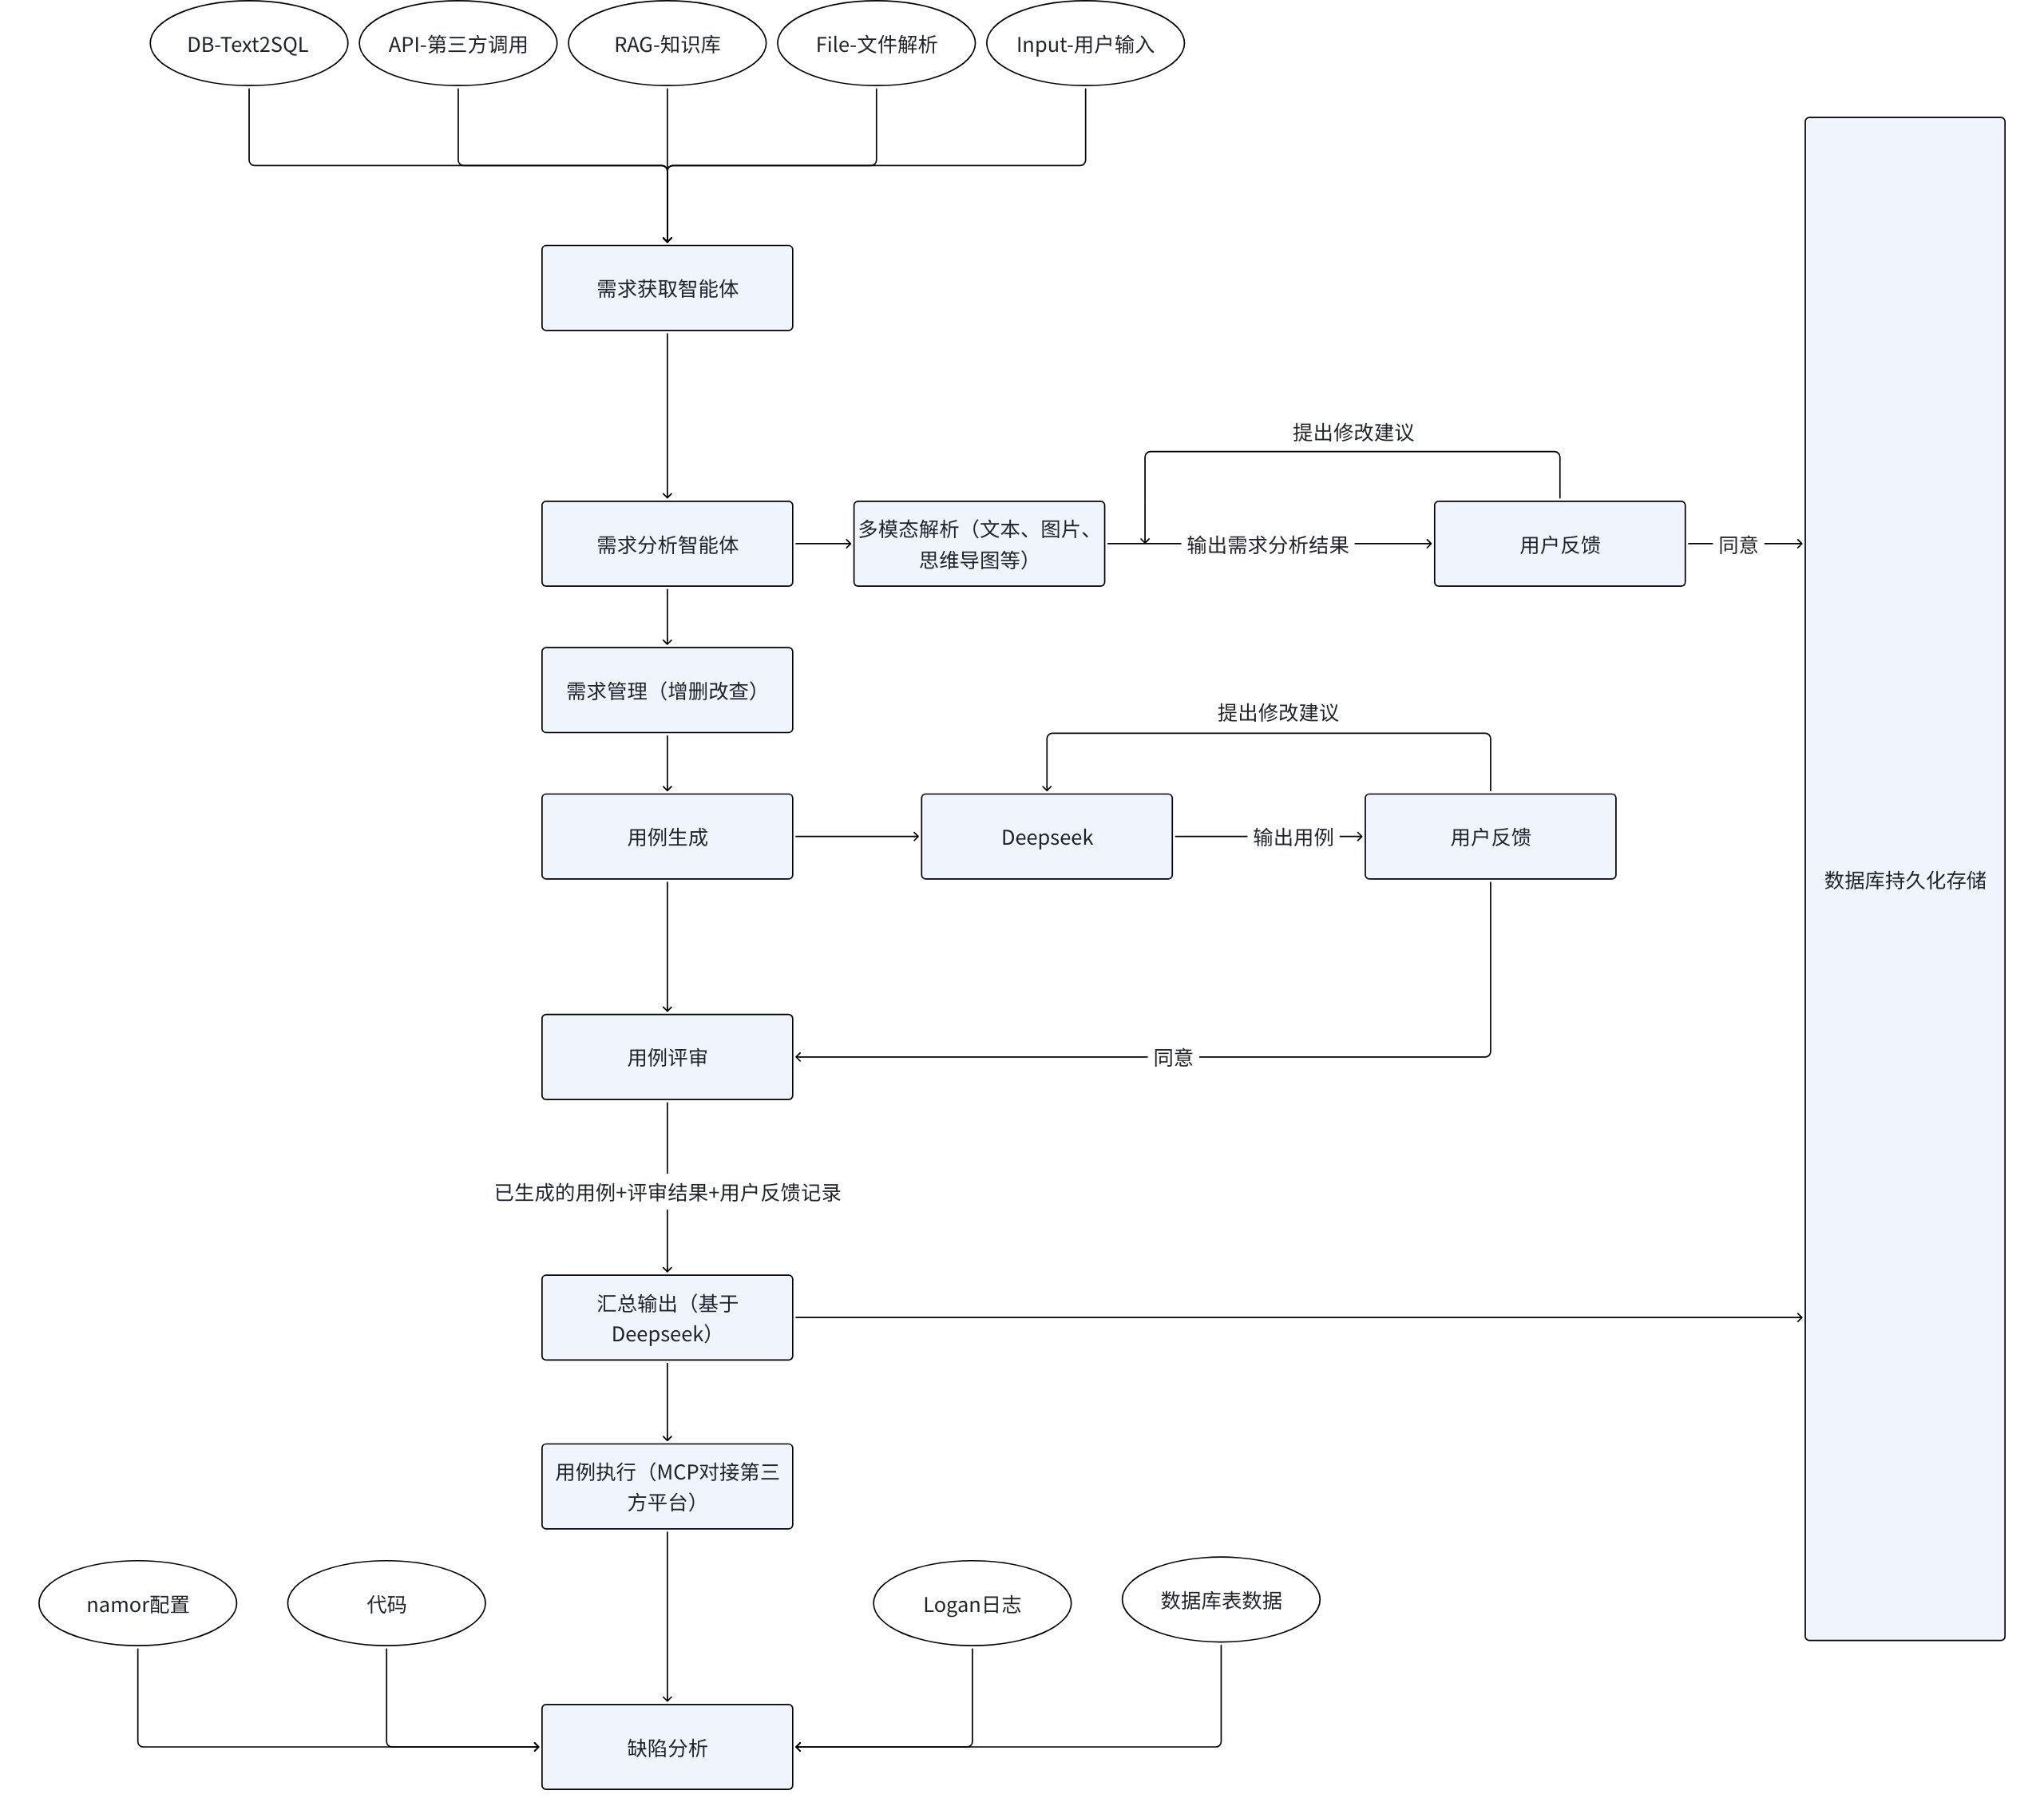 DB-Text2SQL
API-第三方调用
RAG-知识库
File-文件解析
Input-用户输入
需求获取智能体
提出修改建议
需求分析智能体
多模态解析（文本、图片、
思维导图等）
输出需求分析结果
用户反馈
同意
需求管理（增删改查）
提出修改建议
用例生成
Deepseek
输出用例
用户反馈
数据库持久化存储
用例评审
同意
已生成的用例+评审结果+用户反馈记录
汇总输出（基于
Deepseek）
用例执行（MCP对接第三
方平台）
namor配置
代码
Logan日志
数据库表数据
缺陷分析